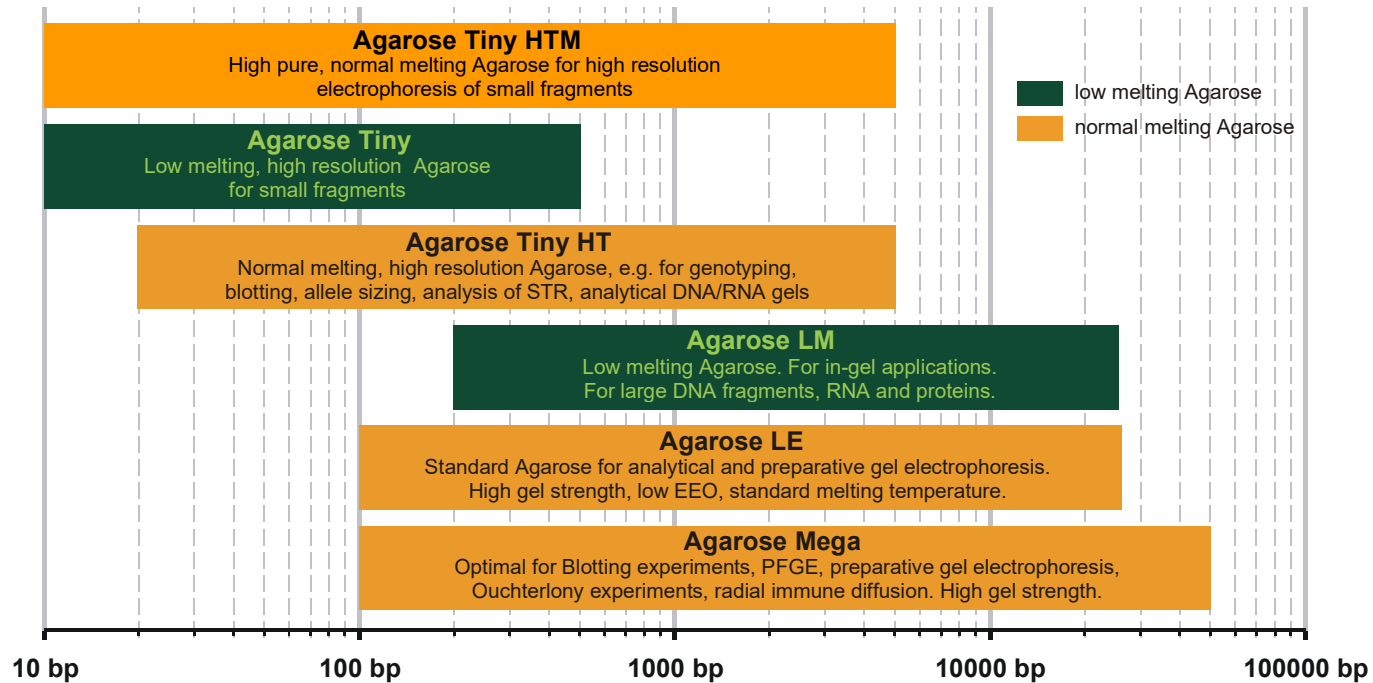 Agarose Tiny HTM
High pure, normal melting Agarose for high resolution
electrophoresis of small fragments
low melting Agarose
normal melting Agarose
Agarose Tiny
Low melting, high resolution Agarose
for small fragments
Agarose Tiny HT
Normal melting, high resolution Agarose, e.g. for genotyping,
blotting, allele sizing, analysis of STR, analytical DNA/RNA gels
Agarose LM
Low melting Agarose. For in-gel applications.
For large DNA fragments, RNA and proteins.
Agarose LE
Standard Agarose for analytical and preparative gel electrophoresis.
High gel strength, low EEO, standard melting temperature.
Agarose Mega
Optimal for Blotting experiments, PFGE, preparative gel electrophoresis,
Ouchterlony experiments, radial immune diffusion. High gel strength.
10 bp 100 bp 1000 bp 10000 bp 100000 bp